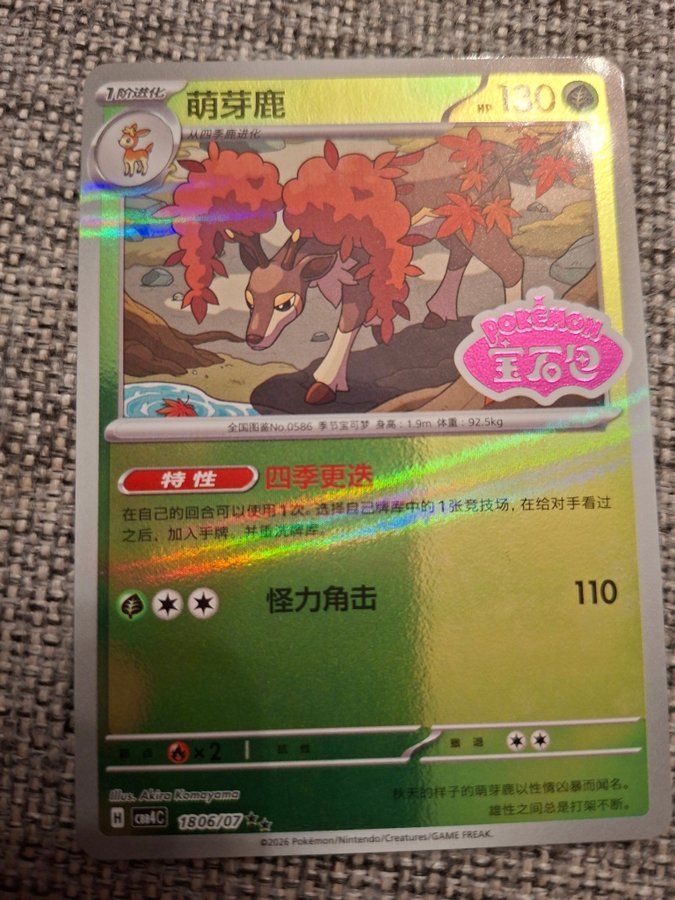 1阶进化
萌芽鹿
HP 130
从四季鹿进化
POKÉMON
宝石包
全国图鉴No.0586 季节宝可梦 身高：1.9m 体重：92.5kg
特性 四季更迭
在自己的回合可以使用1次。选择自己牌库中的1张竞技场，在给对手看过
之后，加入手牌。并重洗牌库。
怪力角击 110
弱点 ×2 抵抗 撤退
Illus. Akira Komayama
秋天的样子的萌芽鹿以性情凶暴而闻名。
雄性之间总是打架不断。
H CBB4C 1806/07
©2026 Pokémon/Nintendo/Creatures/GAME FREAK.